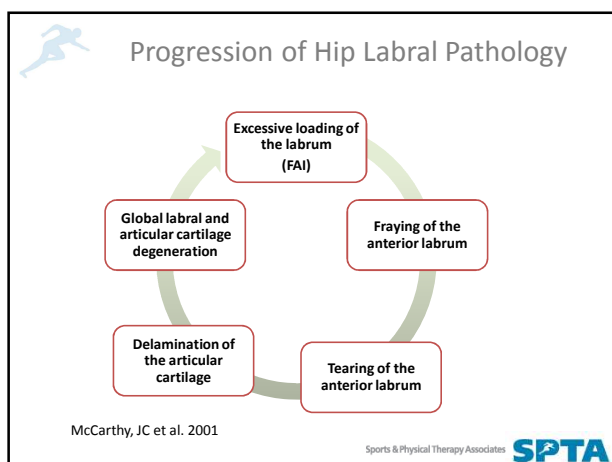 Progression of Hip Labral Pathology
Excessive loading of
the labrum
(FAI)
Fraying of the
anterior labrum
Tearing of the
anterior labrum
Delamination of
the articular
cartilage
Global labral and
articular cartilage
degeneration
McCarthy, JC et al. 2001
Sports & Physical Therapy Associates SPTA